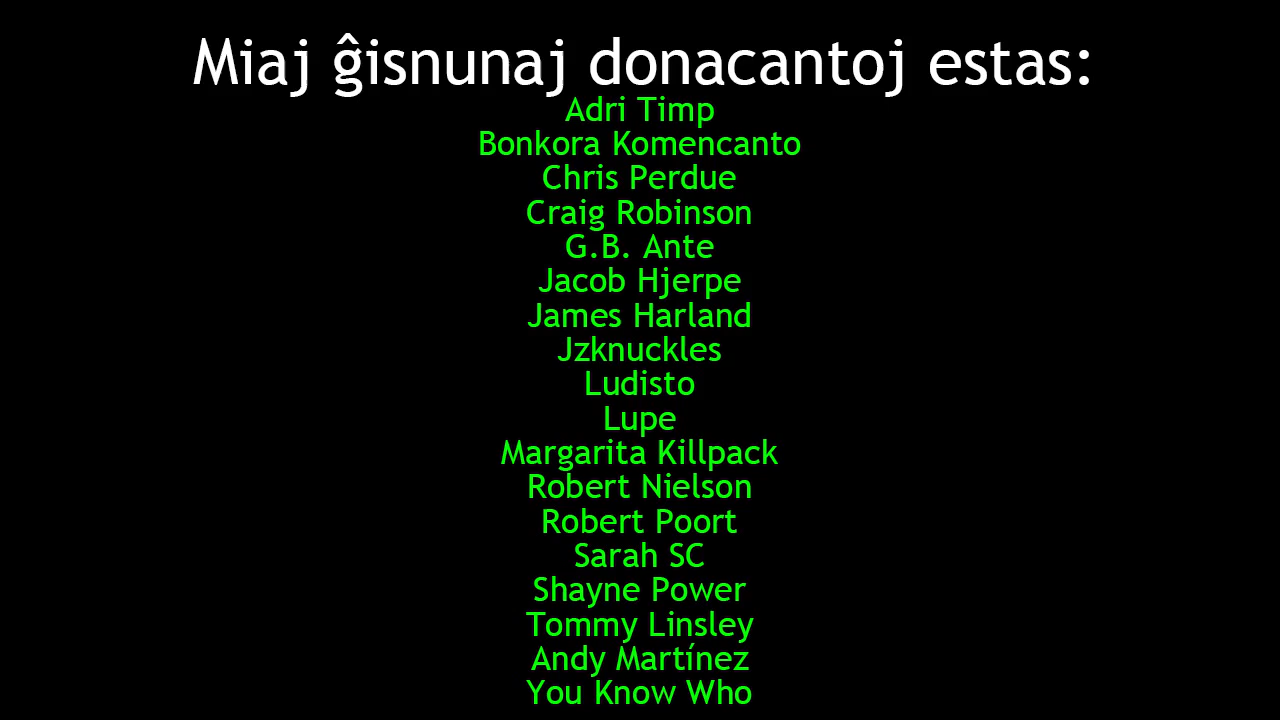 Miaj ĝisnunaj donacantoj estas:
Adri Timp
Bonkora Komencanto
Chris Perdue
Craig Robinson
G.B. Ante
Jacob Hjerpe
James Harland
Jzknuckles
Ludisto
Lupe
Margarita Killpack
Robert Nielson
Robert Poort
Sarah SC
Shayne Power
Tommy Linsley
Andy Martínez
You Know Who